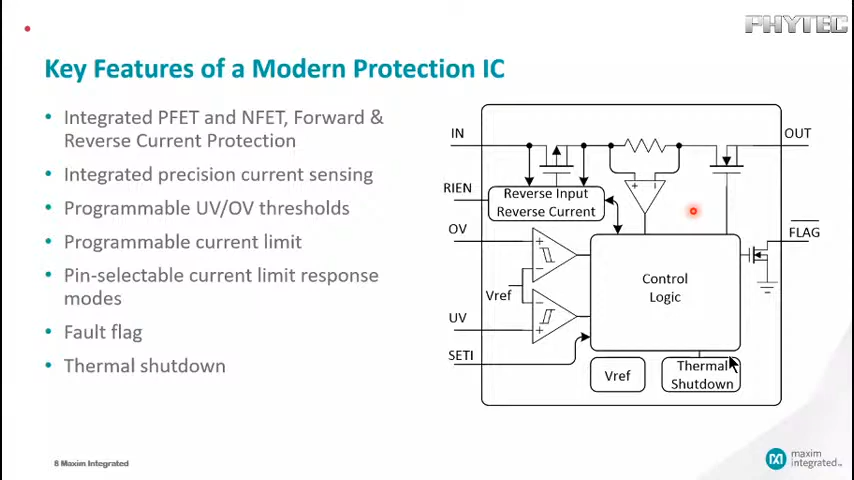 PHYTEC
Key Features of a Modern Protection IC
• Integrated PFET and NFET, Forward &
Reverse Current Protection
• Integrated precision current sensing
• Programmable UV/OV thresholds
• Programmable current limit
• Pin-selectable current limit response
modes
• Fault flag
• Thermal shutdown
IN
OUT
RIEN
Reverse Input
Reverse Current
+ -
OV
FLAG
+
-
Control
Logic
Vref
-
UV
+
SETI
Vref
Thermal
Shutdown
8 Maxim Integrated
maxim
integrated™